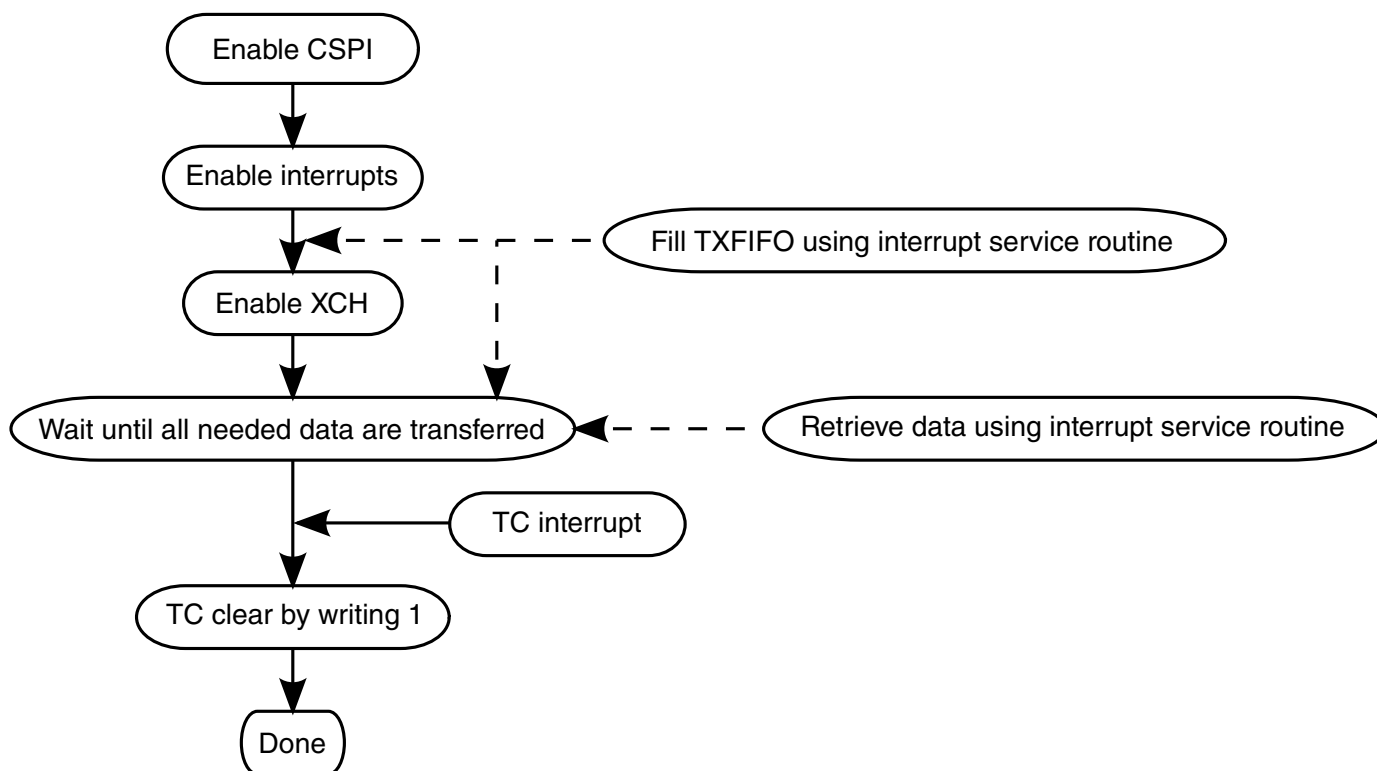 Enable CSPI
Enable interrupts
Fill TXFIFO using interrupt service routine
Enable XCH
Wait until all needed data are transferred
Retrieve data using interrupt service routine
TC interrupt
TC clear by writing 1
Done